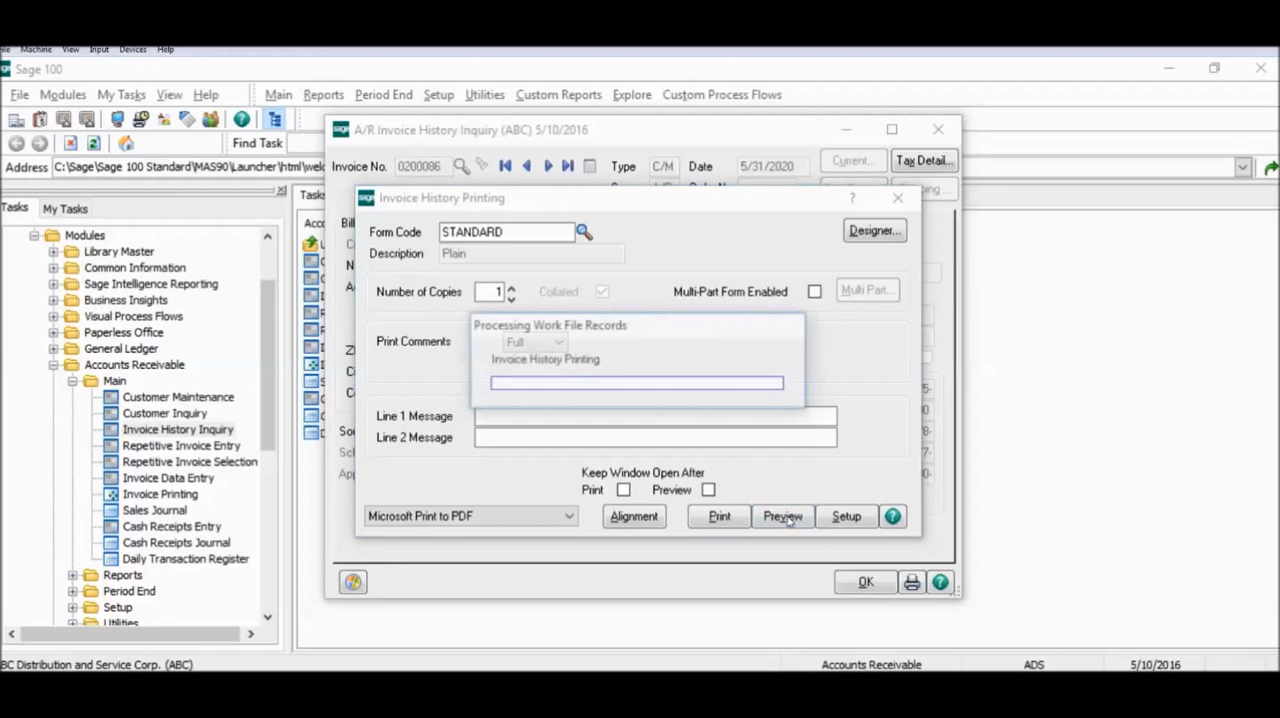 Machine View Input Devices Help
Sage 100
File Modules My Tasks View Help Main Reports Period End Setup Utilities Custom Reports Explore Custom Process Flows
Find Task
Address C:\Sage\Sage 100 Standard\MAS90\Launcher\html\welc
Tasks My Tasks
Modules
Library Master
Common Information
Sage Intelligence Reporting
Business Insights
Visual Process Flows
Paperless Office
General Ledger
Accounts Receivable
Main
Customer Maintenance
Customer Inquiry
Invoice History Inquiry
Repetitive Invoice Entry
Repetitive Invoice Selection
Invoice Data Entry
Invoice Printing
Sales Journal
Cash Receipts Entry
Cash Receipts Journal
Daily Transaction Register
Reports
Period End
Setup
Utilities
Tasks
sage A/R Invoice History Inquiry (ABC) 5/10/2016
Invoice No. 0200086 Type C/M Date 5/31/2020 Current... Tax Detail...
sage Invoice History Printing ?
Form Code STANDARD Designer...
Description Plain
Number of Copies 1 Collated Multi-Part Form Enabled Multi Part...
Processing Work File Records
Print Comments Full
Invoice History Printing
Line 1 Message
Line 2 Message
Keep Window Open After
Print Preview
Microsoft Print to PDF Alignment Print Preview Setup
OK
BC Distribution and Service Corp. (ABC) Accounts Receivable ADS 5/10/2016